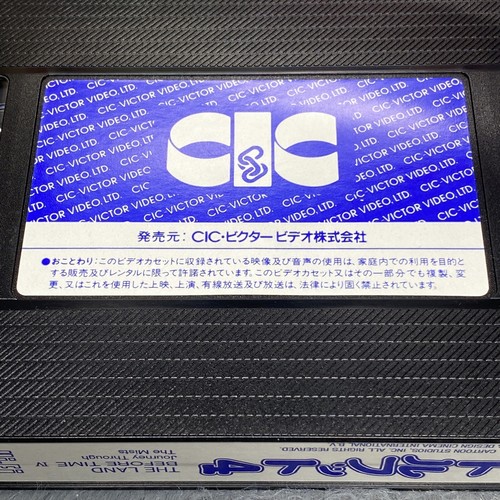 CIC·VICTOR VIDEO, LTD.
CIC
発売元：CIC・ビクター ビデオ株式会社
●おことわり：このビデオカセットに収録されている映像及び音声の使用は、家庭内での利用を目的と
する販売及びレンタルに限って許諾されています。このビデオカセット又はその一部分でも複製、変
更、又はこれを使用した上映、上演、有線放送及び放送は、法律により固く禁止されています。
THE LAND
BEFORE TIME IV
Journey Through
The Mists
CARTOON STUDIOS, INC. ALL RIGHTS RESERVED.
DESIGN CINEMA INTERNATIONAL B.V.